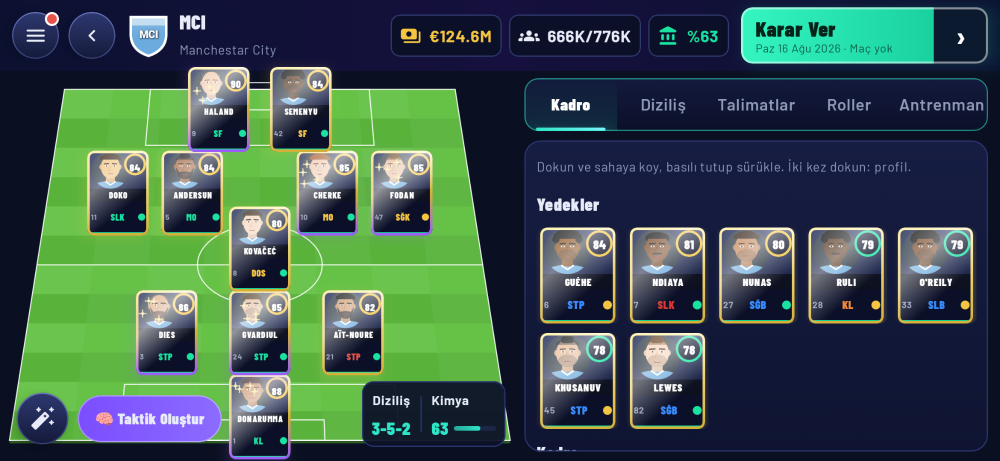 MCI
MCI
Manchestar City
€124.6M
666K/776K
%63
Karar Ver
Paz 16 Ağu 2026 · Maç yok
Kadro
Diziliş
Talimatlar
Roller
Antrenman
Dokun ve sahaya koy, basılı tutup sürükle. İki kez dokun: profil.
Yedekler
90
HALAND
9 SF
84
SEMENYU
42 SF
84
DOKO
11 SLK
84
ANDERSUN
5 MO
85
CHERKE
10 MO
85
FODAN
47 SĞK
80
KOVAČEČ
8 DOS
86
DIES
3 STP
85
GVARDIUL
24 STP
82
AÏT-NOURE
21 STP
88
DONARUMMA
1 KL
84
GUÈHE
6 STP
81
NDIAYA
7 SLK
80
NUNAS
27 SĞB
79
RULI
28 KL
79
O'REILY
33 SLB
78
KHUSANUV
45 STP
78
LEWES
82 SĞB
Taktik Oluştur
Diziliş
3-5-2
Kimya
63